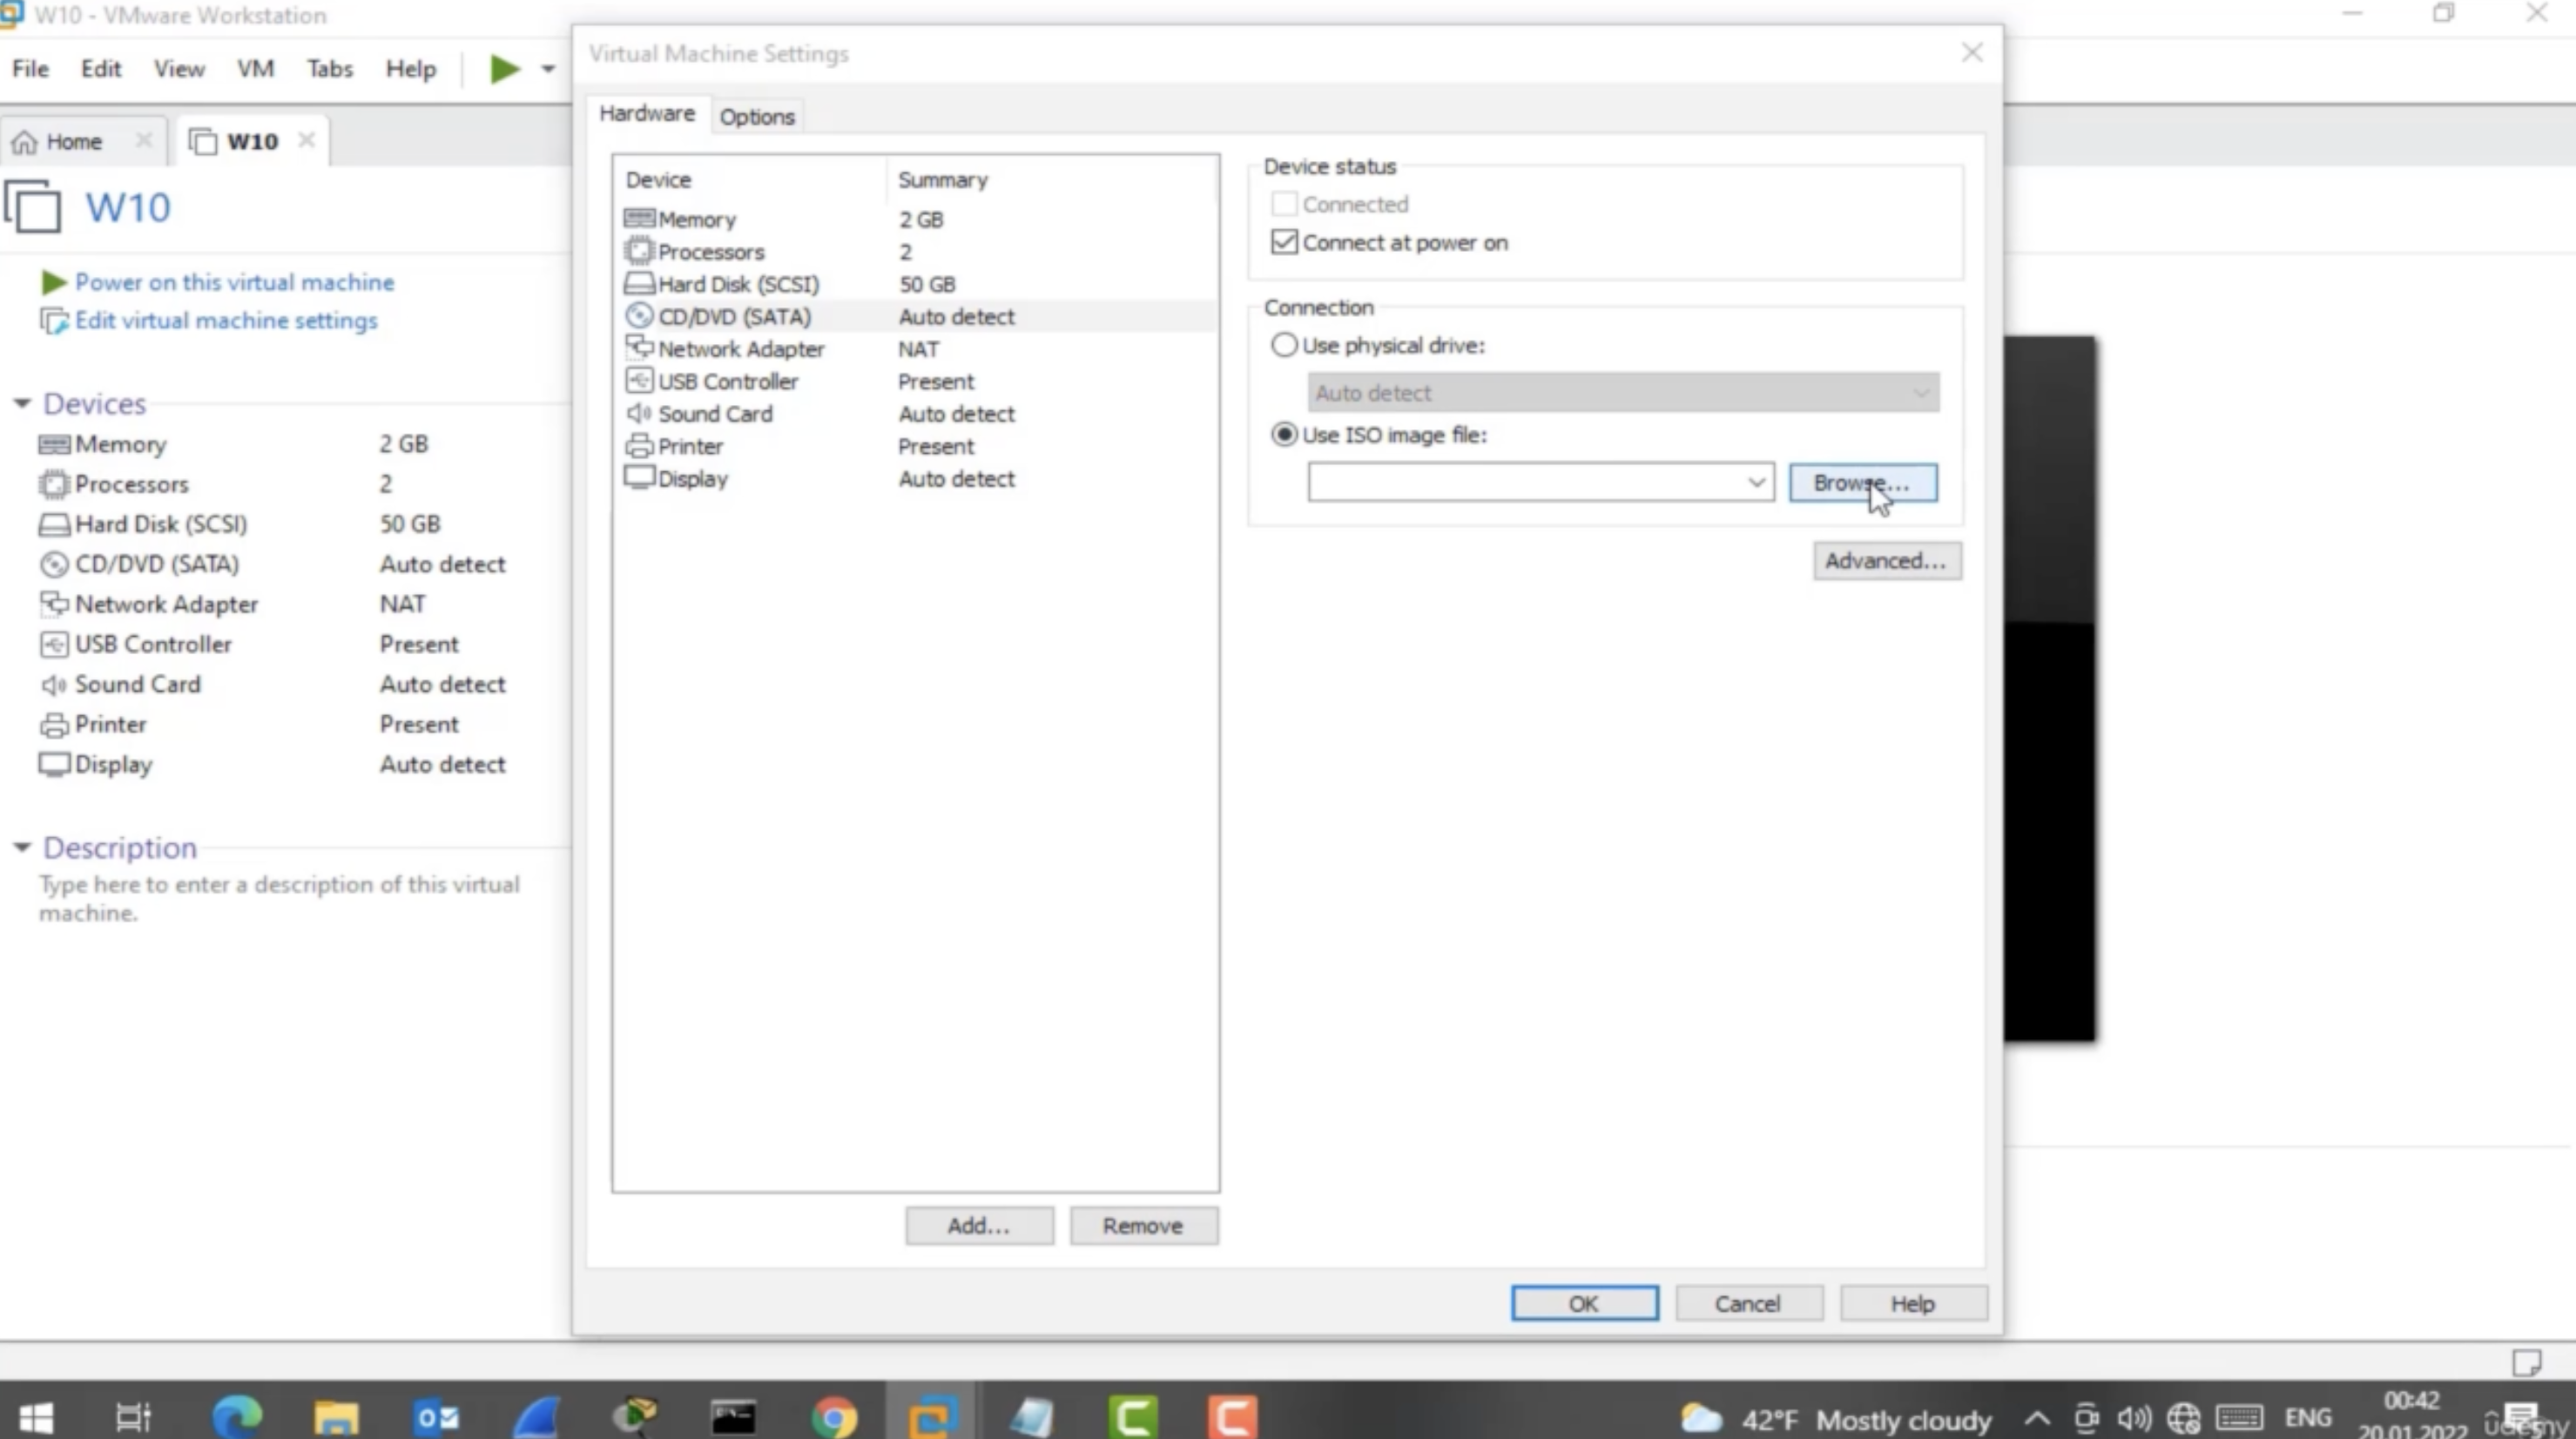 W10 - VMware Workstation
File Edit View VM Tabs Help
Home
W10
W10
Power on this virtual machine
Edit virtual machine settings
Devices
Memory 2 GB
Processors 2
Hard Disk (SCSI) 50 GB
CD/DVD (SATA) Auto detect
Network Adapter NAT
USB Controller Present
Sound Card Auto detect
Printer Present
Display Auto detect
Description
Type here to enter a description of this virtual
machine.
Virtual Machine Settings
Hardware Options
Device Summary
Memory 2 GB
Processors 2
Hard Disk (SCSI) 50 GB
CD/DVD (SATA) Auto detect
Network Adapter NAT
USB Controller Present
Sound Card Auto detect
Printer Present
Display Auto detect
Add... Remove
Device status
Connected
Connect at power on
Connection
Use physical drive:
Auto detect
Use ISO image file:
Browse...
Advanced...
OK Cancel Help
42°F Mostly cloudy
ENG
00:42
20.01.2022
udemy